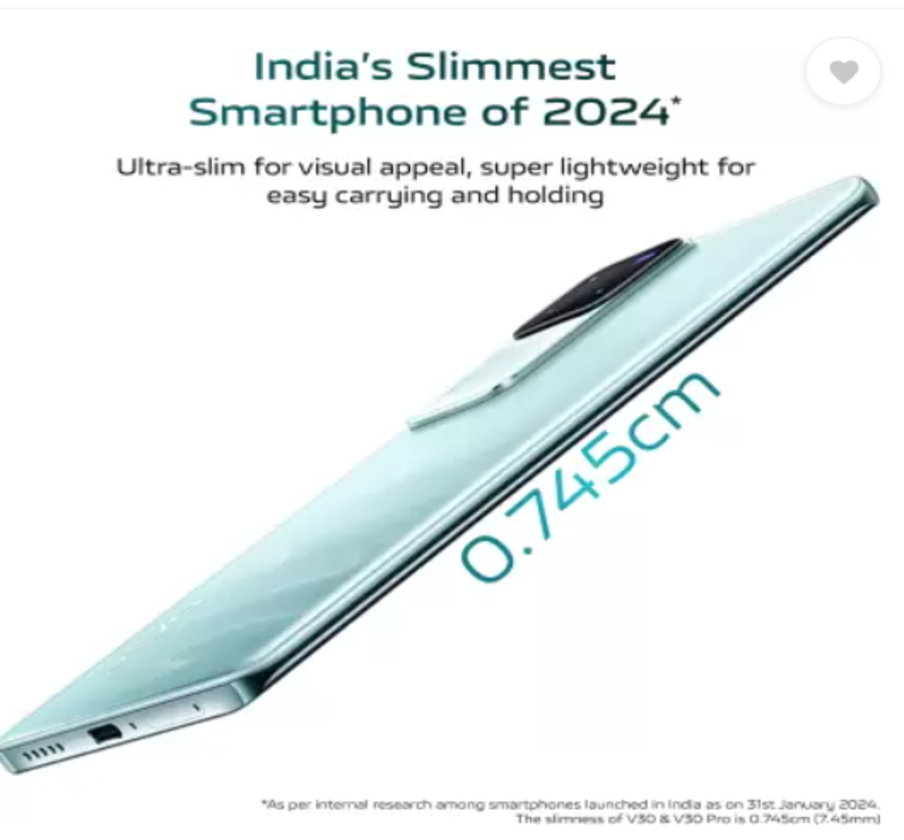 India's Slimmest
Smartphone of 2024*
Ultra-slim for visual appeal, super lightweight for
easy carrying and holding
0.745cm
*As per internal research among smartphones launched in India as on 31st January 2024.
The slimness of V30 & V30 Pro is 0.745cm (7.45mm)